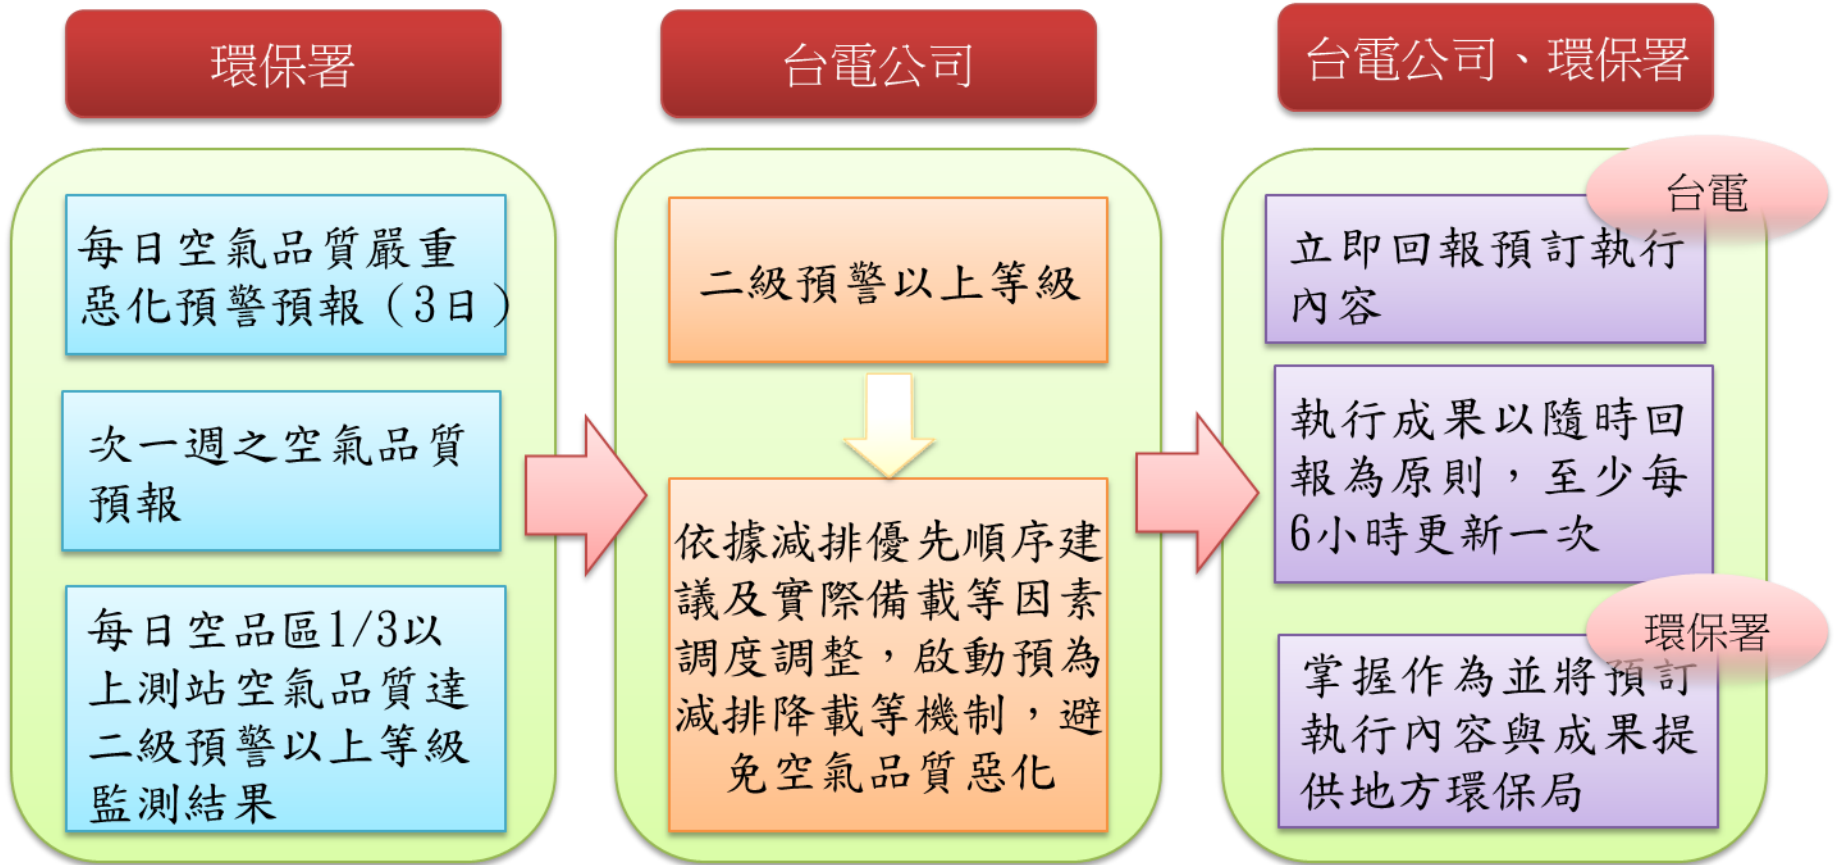 環保署
每日空氣品質嚴重
惡化預警預報（3日）
次一週之空氣品質
預報
每日空品區1/3以
上測站空氣品質達
二級預警以上等級
監測結果
台電公司
二級預警以上等級
依據減排優先順序建
議及實際備載等因素
調度調整，啟動預為
減排降載等機制，避
免空氣品質惡化
台電公司、環保署
台電
立即回報預訂執行
內容
執行成果以隨時回
報為原則，至少每
6小時更新一次
環保署
掌握作為並將預訂
執行內容與成果提
供地方環保局